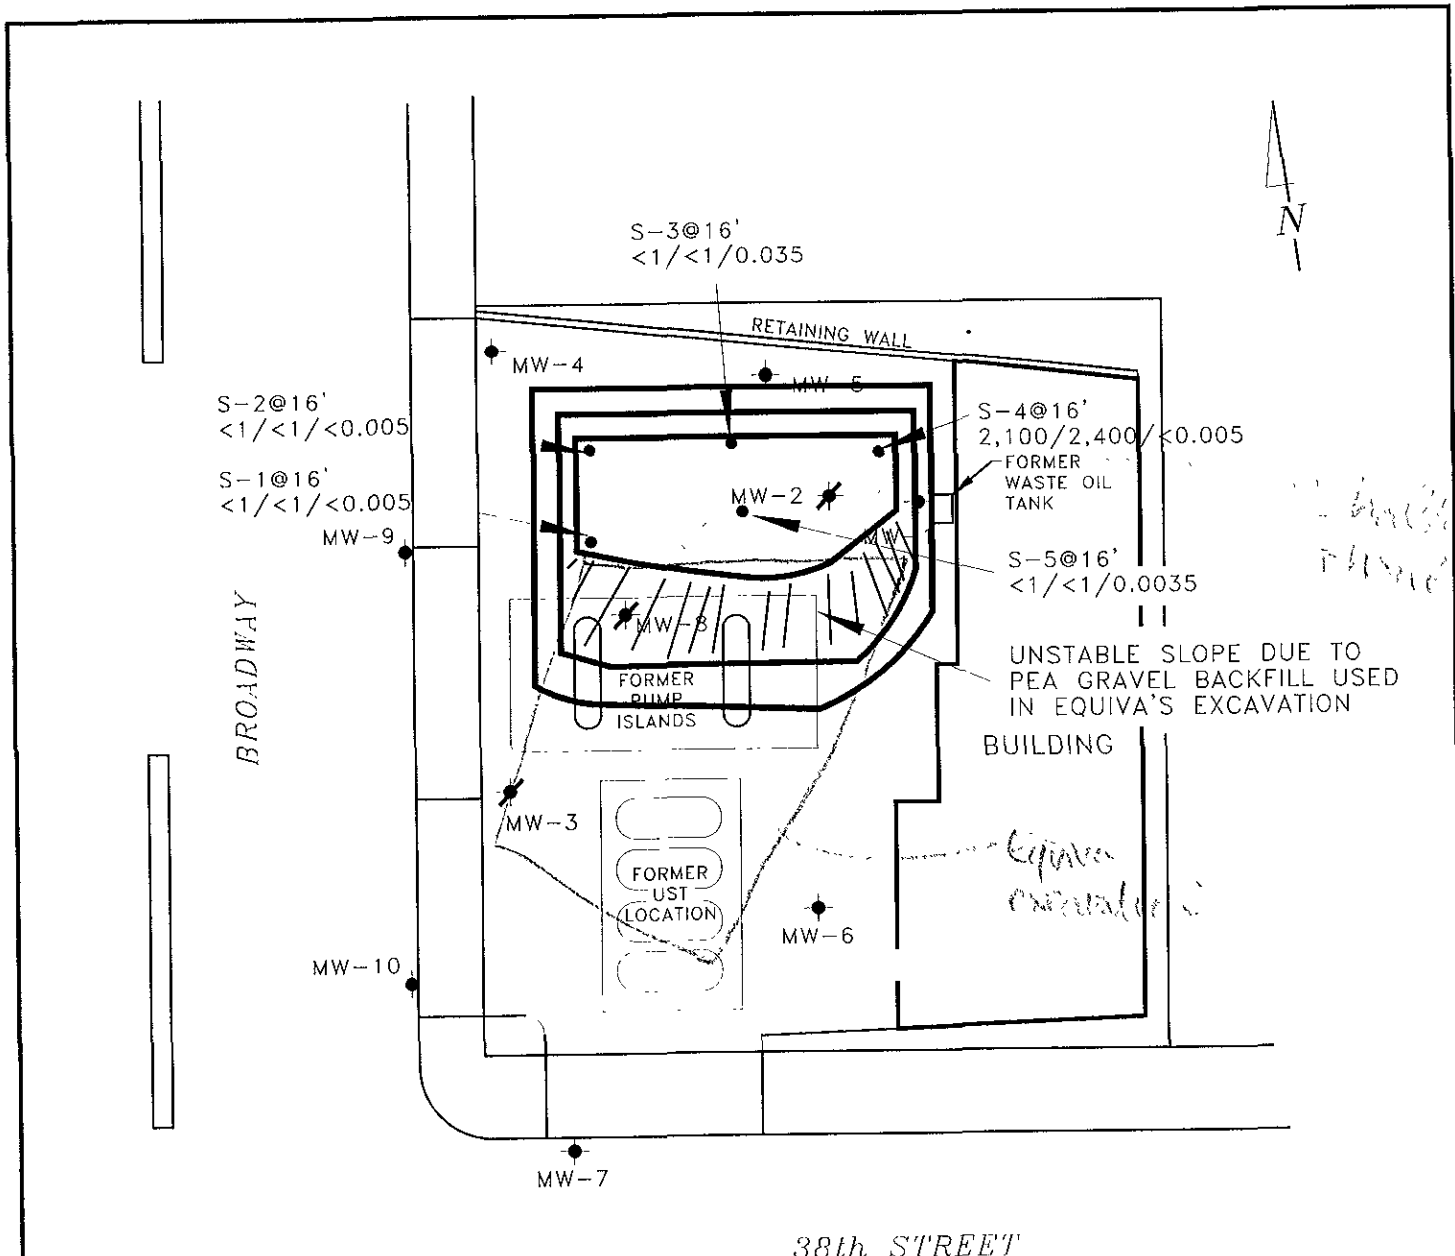 S-3@16'
<1/<1/0.035
N
RETAINING WALL
MW-4
MW-5
S-2@16'
<1/<1/<0.005
S-4@16'
2,100/2,400/<0.005
FORMER
WASTE OIL
TANK
S-1@16'
<1/<1/<0.005
MW-2
MW-9
S-5@16'
<1/<1/0.0035
MW-8
BROADWAY
UNSTABLE SLOPE DUE TO
PEA GRAVEL BACKFILL USED
IN EQUIVA'S EXCAVATION
FORMER
PUMP
ISLANDS
BUILDING
MW-3
Equiva
excavation
FORMER
UST
LOCATION
MW-6
MW-10
MW-7
38th STREET